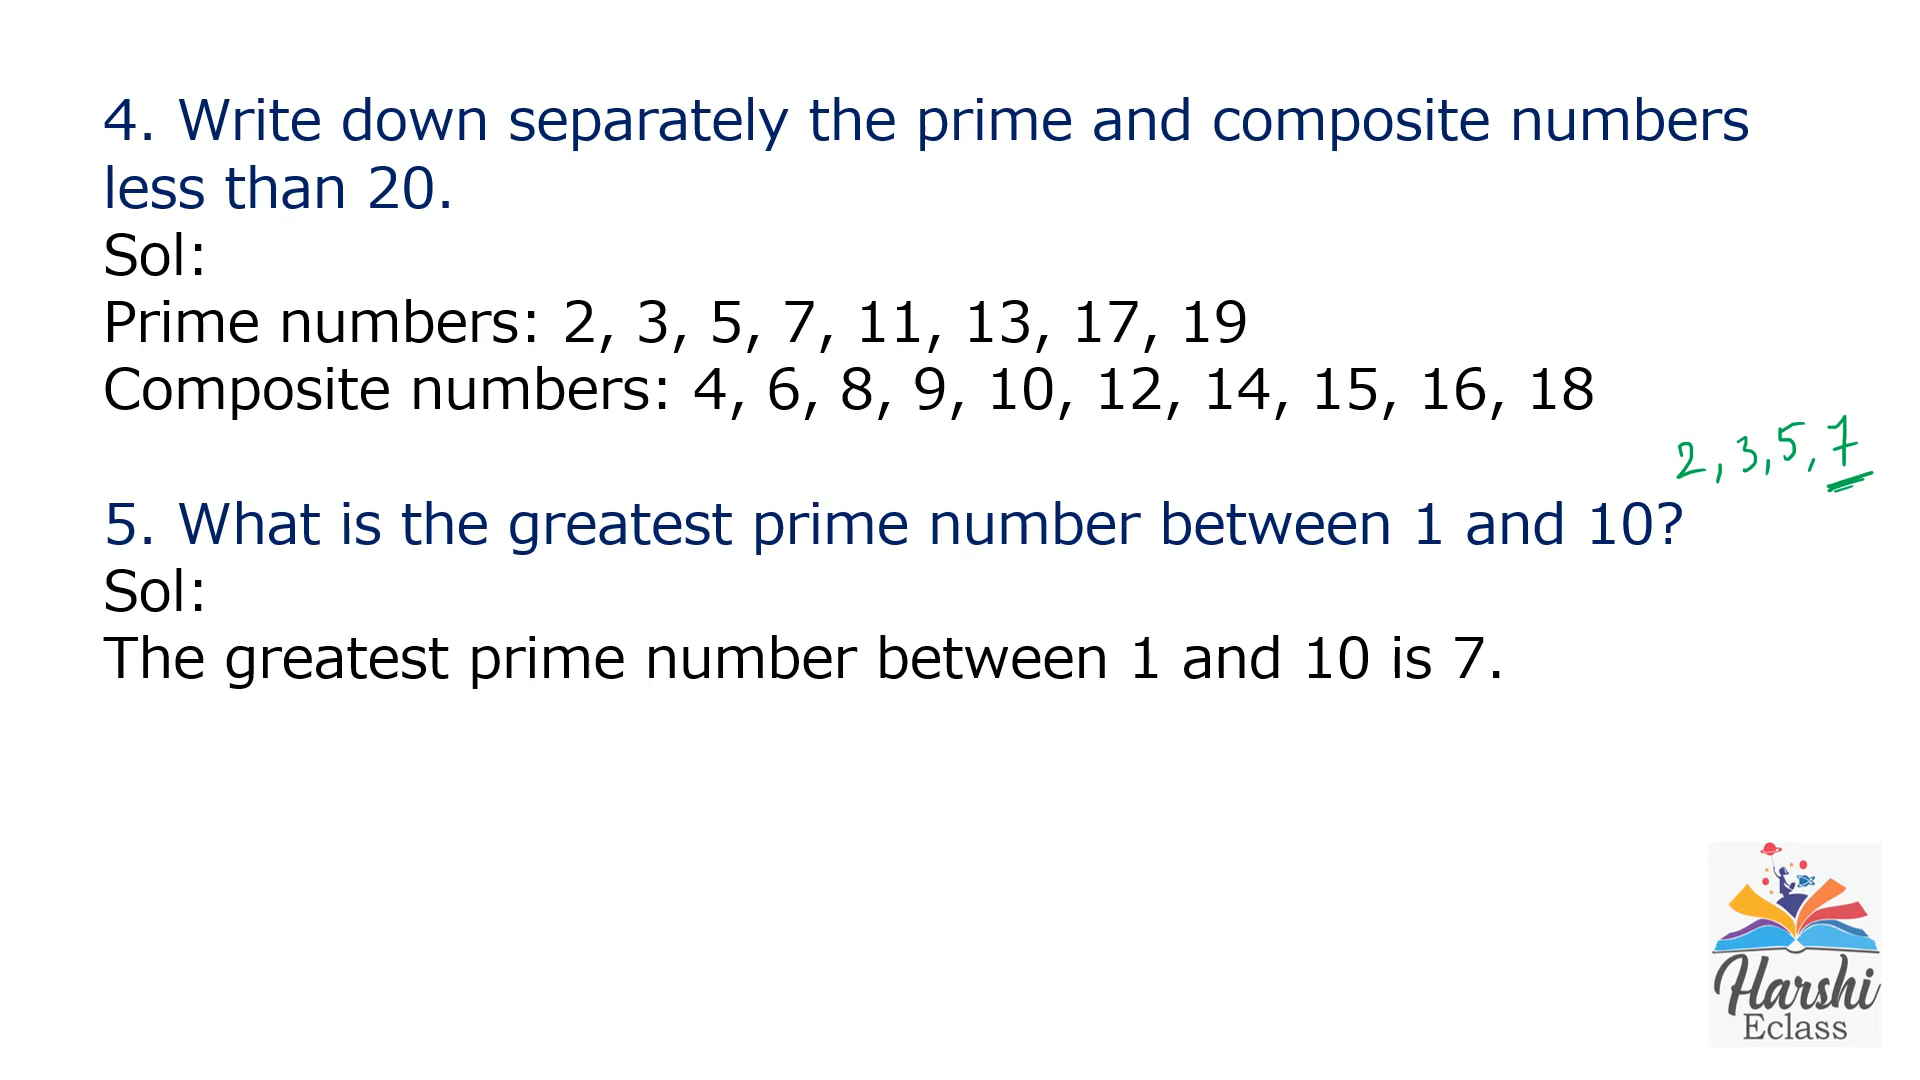 4. Write down separately the prime and composite numbers
less than 20.
Sol:
Prime numbers: 2, 3, 5, 7, 11, 13, 17, 19
Composite numbers: 4, 6, 8, 9, 10, 12, 14, 15, 16, 18
2, 3, 5, 7
5. What is the greatest prime number between 1 and 10?
Sol:
The greatest prime number between 1 and 10 is 7.
Harshi
Eclass